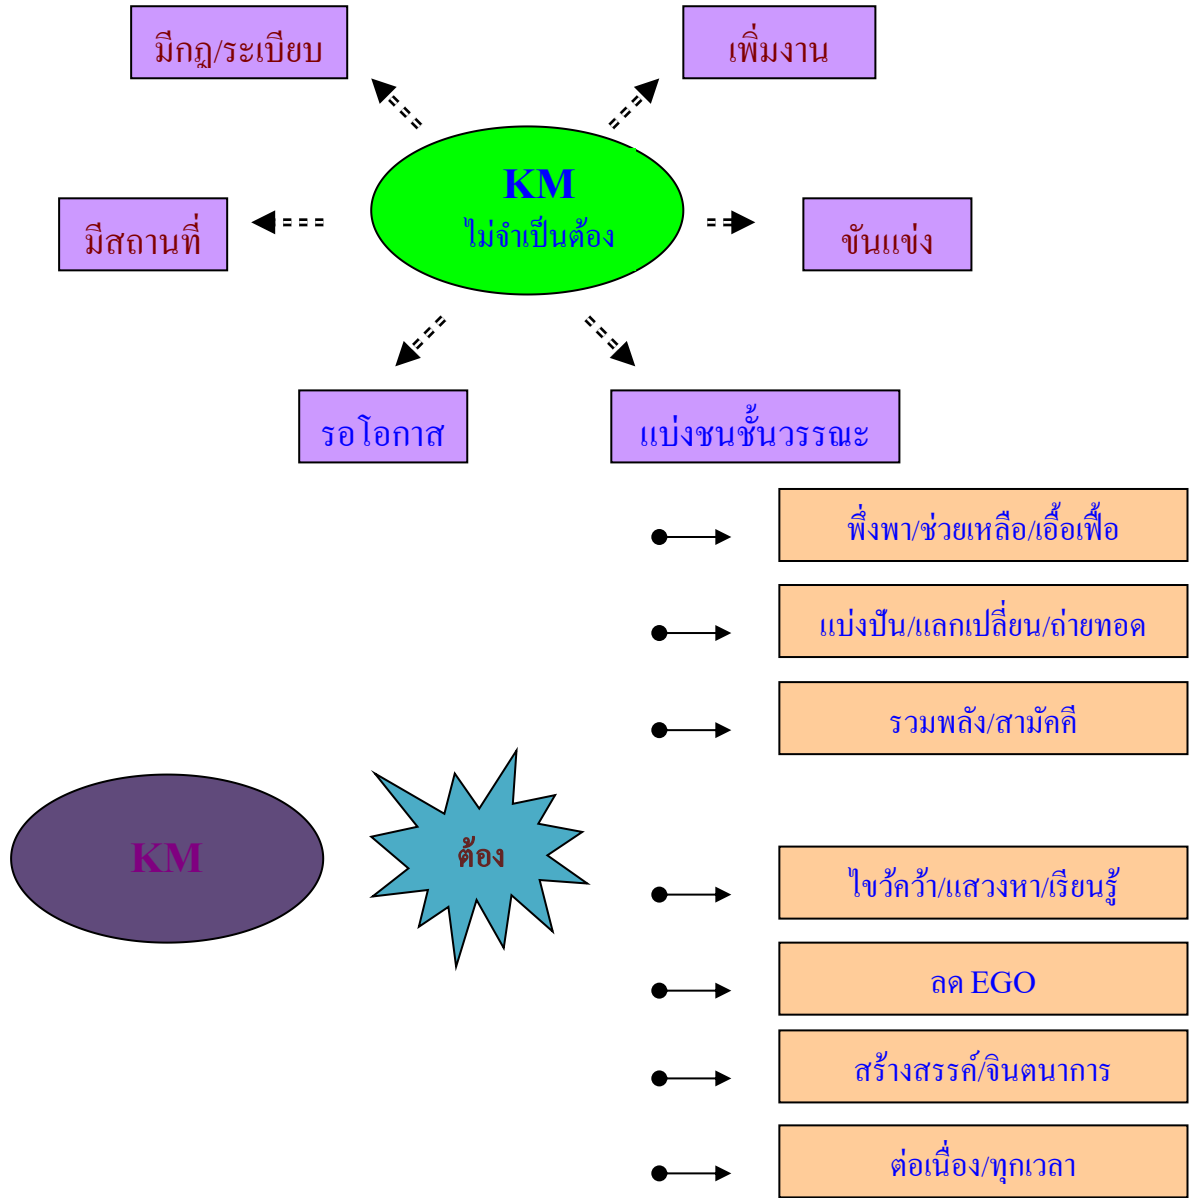 มีกฎ/ระเบียบ
เพิ่มงาน
KM
ไม่จำเป็นต้อง
มีสถานที่
ขันแข่ง
รอโอกาส
แบ่งชนชั้นวรรณะ
พึ่งพา/ช่วยเหลือ/เอื้อเฟื้อ
แบ่งปัน/แลกเปลี่ยน/ถ่ายทอด
รวมพลัง/สามัคคี
KM
ต้อง
ไขว้คว้า/แสวงหา/เรียนรู้
ลด EGO
สร้างสรรค์/จินตนาการ
ต่อเนื่อง/ทุกเวลา